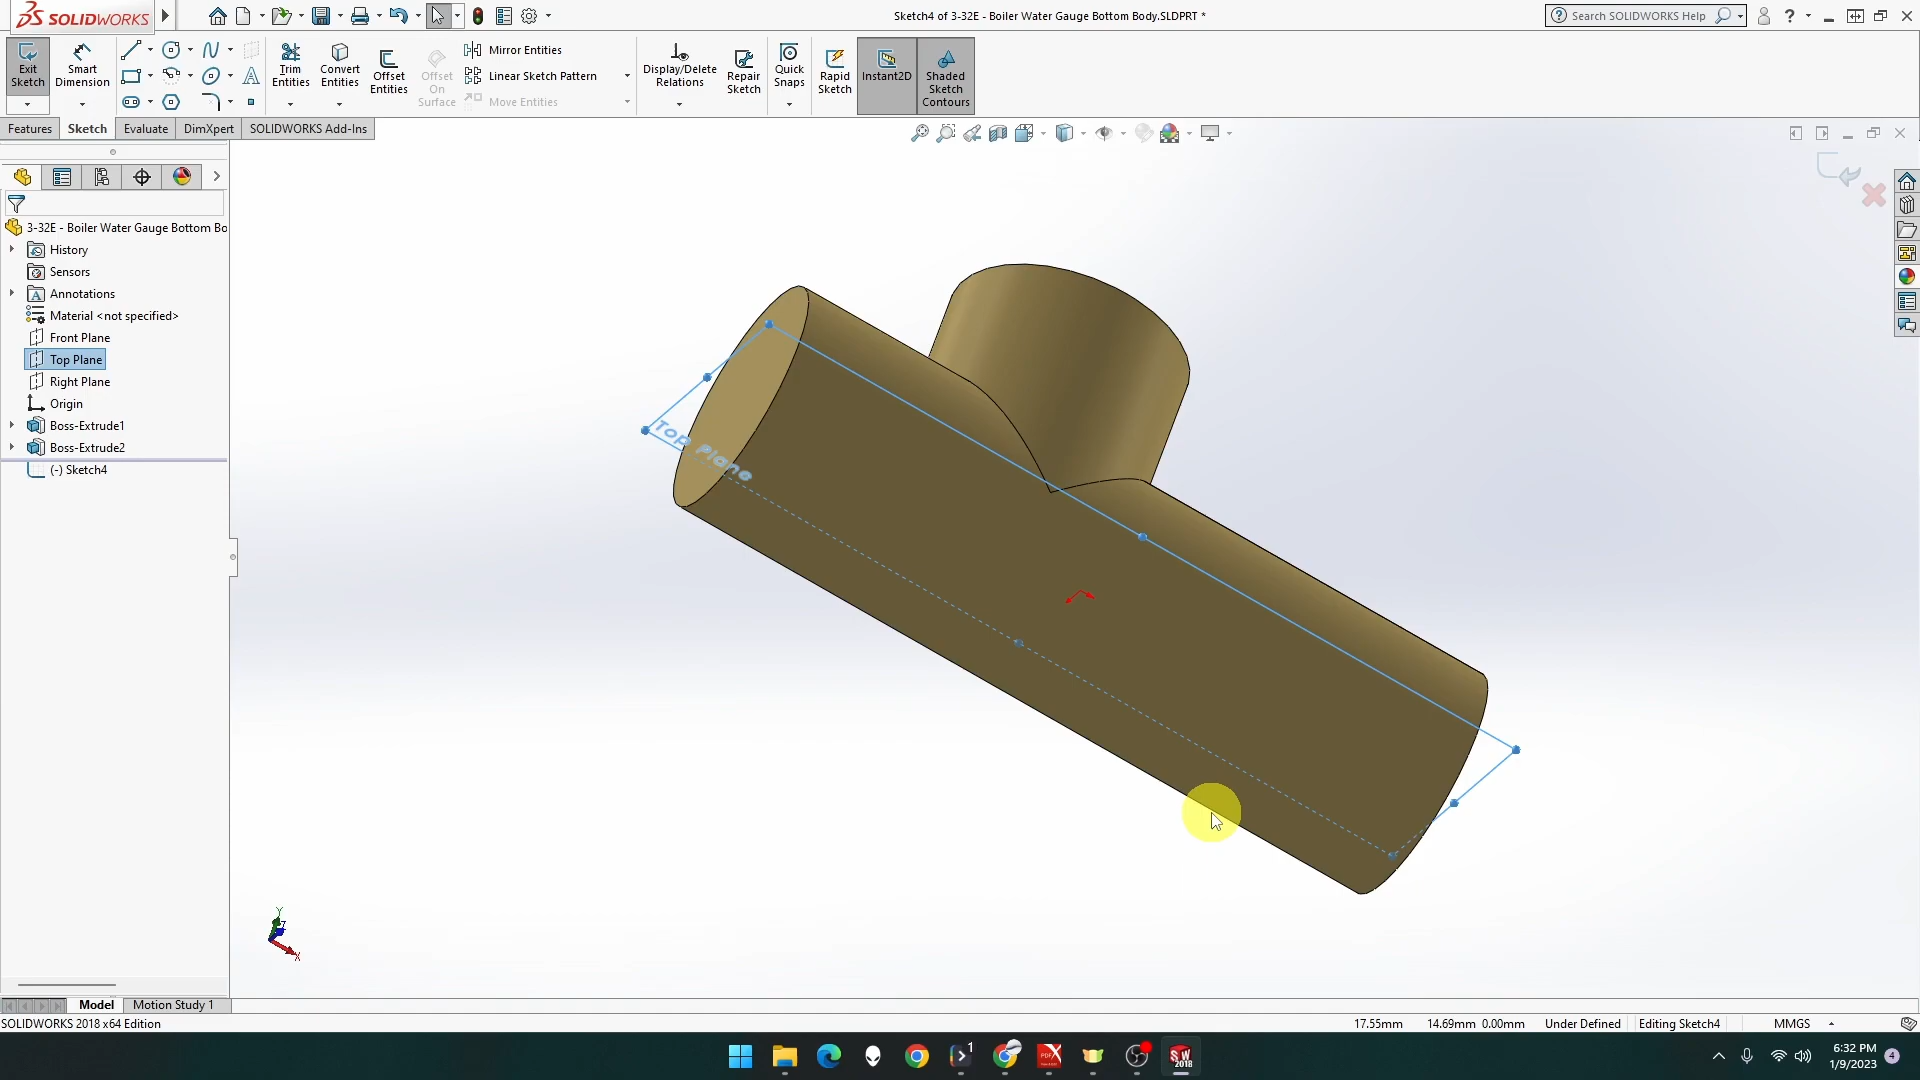 SOLIDWORKS
Sketch4 of 3-32E - Boiler Water Gauge Bottom Body.SLDPRT *
Search SOLIDWORKS Help
Exit Sketch
Smart Dimension
Trim Entities
Convert Entities
Offset Entities
Offset On Surface
Mirror Entities
Linear Sketch Pattern
Move Entities
Display/Delete Relations
Repair Sketch
Quick Snaps
Rapid Sketch
Instant2D
Shaded Sketch Contours
Features
Sketch
Evaluate
DimXpert
SOLIDWORKS Add-Ins
3-32E - Boiler Water Gauge Bottom Bo
History
Sensors
Annotations
Material <not specified>
Front Plane
Top Plane
Right Plane
Origin
Boss-Extrude1
Boss-Extrude2
(-) Sketch4
Top Plane
Y
Z
X
Model
Motion Study 1
SOLIDWORKS 2018 x64 Edition
17.55mm
14.69mm
0.00mm
Under Defined
Editing Sketch4
MMGS
1
PDF
SW
2018
6:32 PM
1/9/2023
4